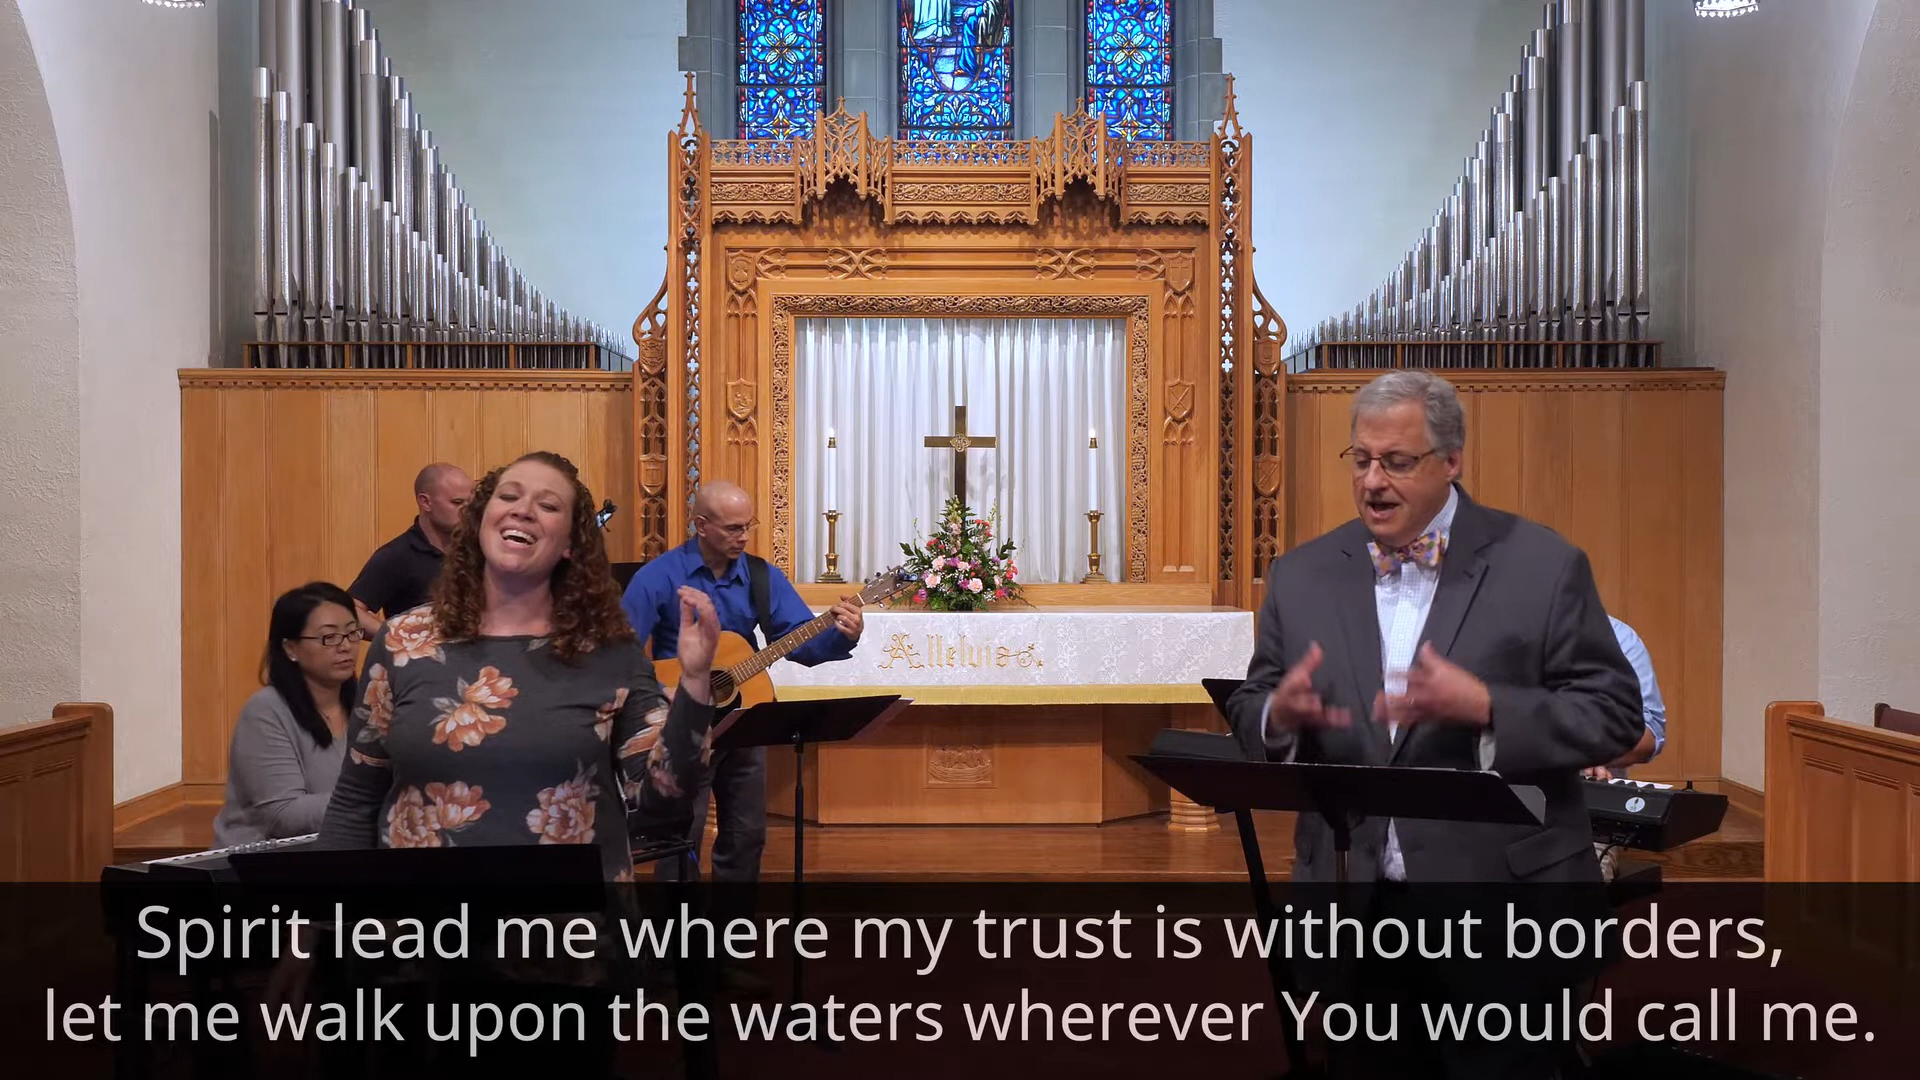 Alleluia
Spirit lead me where my trust is without borders,
let me walk upon the waters wherever You would call me.